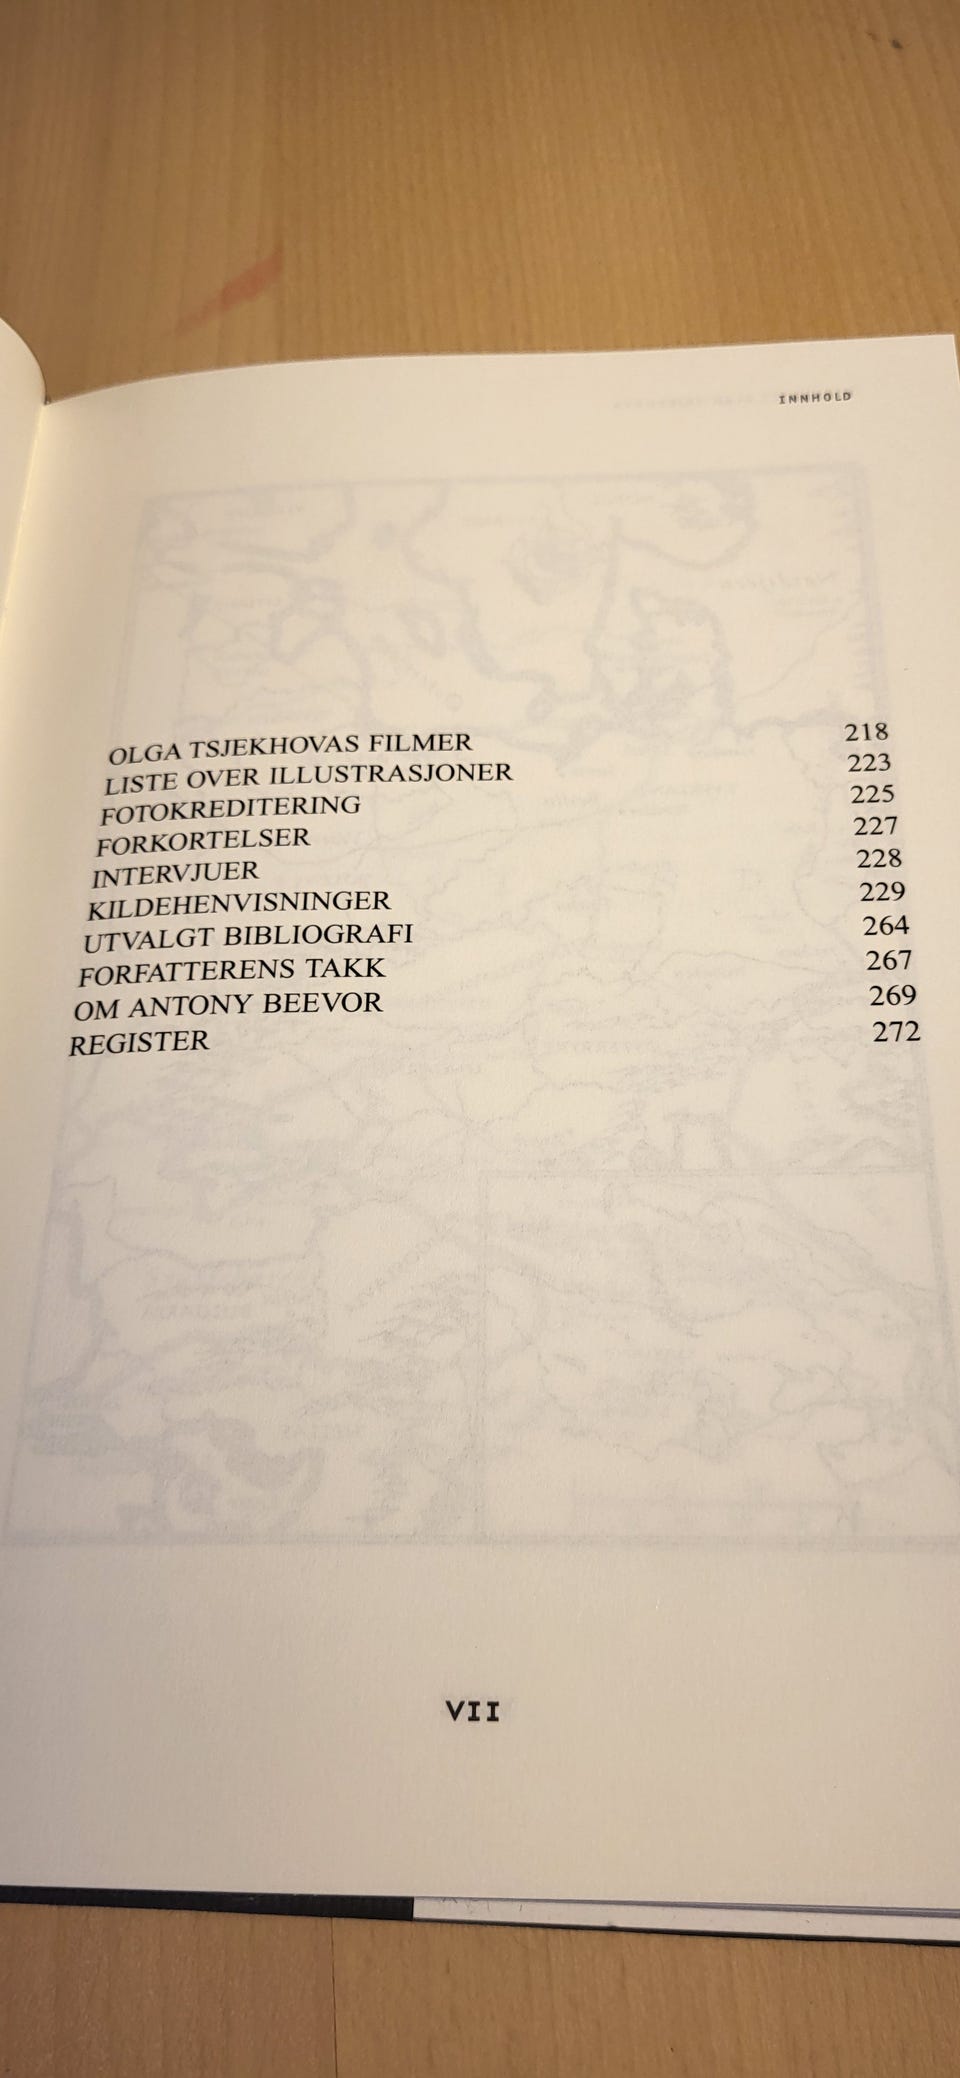 INNHOLD
OLGA TSJEKHOVAS FILMER 218
LISTE OVER ILLUSTRASJONER 223
FOTOKREDITERING 225
FORKORTELSER 227
INTERVJUER 228
KILDEHENVISNINGER 229
UTVALGT BIBLIOGRAFI 264
FORFATTERENS TAKK 267
OM ANTONY BEEVOR 269
REGISTER 272
VII